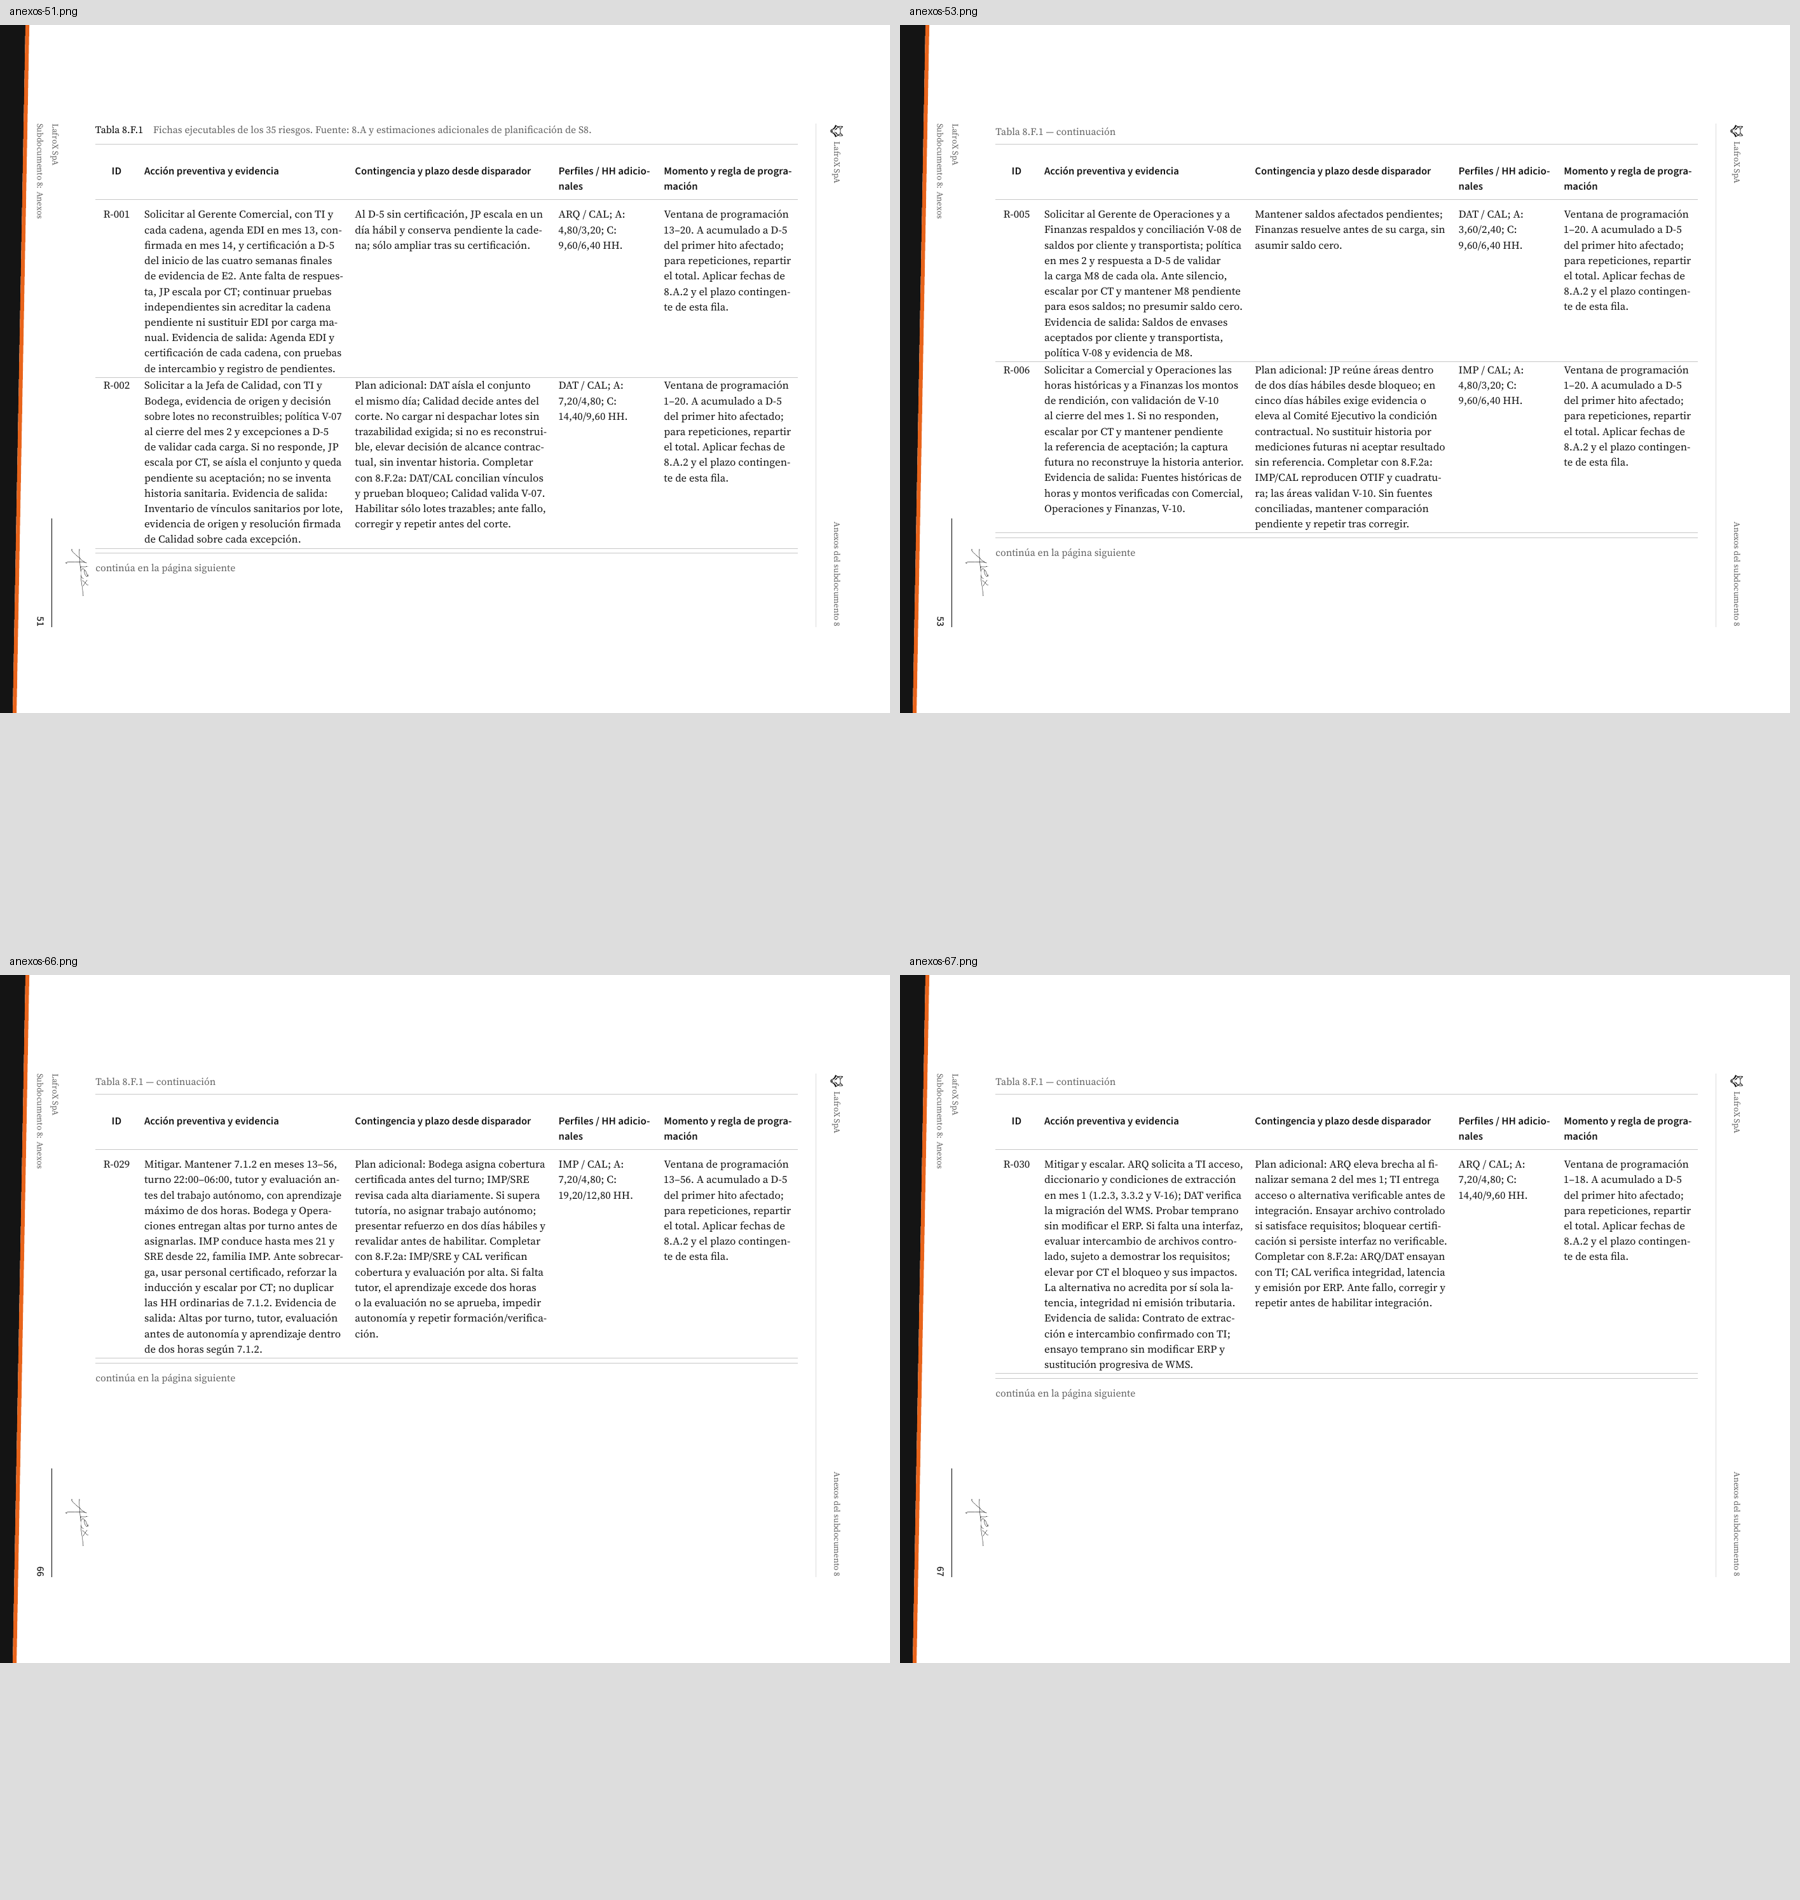 anexos-51.png
LafroX SpA
Subdocumento 8: Anexos
Tabla 8.F.1 Fichas ejecutables de los 35 riesgos. Fuente: 8.A y estimaciones adicionales de planificación de S8.
ID
Acción preventiva y evidencia
Contingencia y plazo desde disparador
Perfiles / HH adicio-
nales
Momento y regla de progra-
mación
R-001
Solicitar al Gerente Comercial, con TI y
cada cadena, agenda EDI en mes 13, con-
firmada en mes 14, y certificación a D-5
del inicio de las cuatro semanas finales
de evidencia de E2. Ante falta de respues-
ta, JP escala por CT; continuar pruebas
independientes sin acreditar la cadena
pendiente ni sustituir EDI por carga ma-
nual. Evidencia de salida: Agenda EDI y
certificación de cada cadena, con pruebas
de intercambio y registro de pendientes.
Al D-5 sin certificación, JP escala en un
día hábil y conserva pendiente la cade-
na; sólo ampliar tras su certificación.
ARQ / CAL; A:
4,80/3,20; C:
9,60/6,40 HH.
Ventana de programación
13–20. A acumulado a D-5
del primer hito afectado;
para repeticiones, repartir
el total. Aplicar fechas de
8.A.2 y el plazo contingen-
te de esta fila.
R-002
Solicitar a la Jefa de Calidad, con TI y
Bodega, evidencia de origen y decisión
sobre lotes no reconstruibles; política V-07
al cierre del mes 2 y excepciones a D-5
de validar cada carga. Si no responde, JP
escala por CT, se aísla el conjunto y queda
pendiente su aceptación; no se inventa
historia sanitaria. Evidencia de salida:
Inventario de vínculos sanitarios por lote,
evidencia de origen y resolución firmada
de Calidad sobre cada excepción.
Plan adicional: DAT aísla el conjunto
el mismo día; Calidad decide antes del
corte. No cargar ni despachar lotes sin
trazabilidad exigida; si no es reconstrui-
ble, elevar decisión de alcance contrac-
tual, sin inventar historia. Completar
con 8.F.2a: DAT/CAL concilian vínculos
y prueban bloqueo; Calidad valida V-07.
Habilitar sólo lotes trazables; ante fallo,
corregir y repetir antes del corte.
DAT / CAL; A:
7,20/4,80; C:
14,40/9,60 HH.
Ventana de programación
1–20. A acumulado a D-5
del primer hito afectado;
para repeticiones, repartir
el total. Aplicar fechas de
8.A.2 y el plazo contingen-
te de esta fila.
continúa en la página siguiente
51
LafroX SpA
Anexos del subdocumento 8
anexos-53.png
LafroX SpA
Subdocumento 8: Anexos
Tabla 8.F.1 — continuación
ID
Acción preventiva y evidencia
Contingencia y plazo desde disparador
Perfiles / HH adicio-
nales
Momento y regla de progra-
mación
R-005
Solicitar al Gerente de Operaciones y a
Finanzas respaldos y conciliación V-08 de
saldos por cliente y transportista; política
en mes 2 y respuesta a D-5 de validar
la carga M8 de cada ola. Ante silencio,
escalar por CT y mantener M8 pendiente
para esos saldos; no presumir saldo cero.
Evidencia de salida: Saldos de envases
aceptados por cliente y transportista,
política V-08 y evidencia de M8.
Mantener saldos afectados pendientes;
Finanzas resuelve antes de su carga, sin
asumir saldo cero.
DAT / CAL; A:
3,60/2,40; C:
9,60/6,40 HH.
Ventana de programación
1–20. A acumulado a D-5
del primer hito afectado;
para repeticiones, repartir
el total. Aplicar fechas de
8.A.2 y el plazo contingen-
te de esta fila.
R-006
Solicitar a Comercial y Operaciones las
horas históricas y a Finanzas los montos
de rendición, con validación de V-10
al cierre del mes 1. Si no responden,
escalar por CT y mantener pendiente
la referencia de aceptación; la captura
futura no reconstruye la historia anterior.
Evidencia de salida: Fuentes históricas de
horas y montos verificadas con Comercial,
Operaciones y Finanzas, V-10.
Plan adicional: JP reúne áreas dentro
de dos días hábiles desde bloqueo; en
cinco días hábiles exige evidencia o
eleva al Comité Ejecutivo la condición
contractual. No sustituir historia por
mediciones futuras ni aceptar resultado
sin referencia. Completar con 8.F.2a:
IMP/CAL reproducen OTIF y cuadratu-
ra; las áreas validan V-10. Sin fuentes
conciliadas, mantener comparación
pendiente y repetir tras corregir.
IMP / CAL; A:
4,80/3,20; C:
9,60/6,40 HH.
Ventana de programación
1–20. A acumulado a D-5
del primer hito afectado;
para repeticiones, repartir
el total. Aplicar fechas de
8.A.2 y el plazo contingen-
te de esta fila.
continúa en la página siguiente
53
LafroX SpA
Anexos del subdocumento 8
anexos-66.png
LafroX SpA
Subdocumento 8: Anexos
Tabla 8.F.1 — continuación
ID
Acción preventiva y evidencia
Contingencia y plazo desde disparador
Perfiles / HH adicio-
nales
Momento y regla de progra-
mación
R-029
Mitigar. Mantener 7.1.2 en meses 13–56,
turno 22:00–06:00, tutor y evaluación an-
tes del trabajo autónomo, con aprendizaje
máximo de dos horas. Bodega y Opera-
ciones entregan altas por turno antes de
asignarlas. IMP conduce hasta mes 21 y
SRE desde 22, familia IMP. Ante sobrecar-
ga, usar personal certificado, reforzar la
inducción y escalar por CT; no duplicar
las HH ordinarias de 7.1.2. Evidencia de
salida: Altas por turno, tutor, evaluación
antes de autonomía y aprendizaje dentro
de dos horas según 7.1.2.
Plan adicional: Bodega asigna cobertura
certificada antes del turno; IMP/SRE
revisa cada alta diariamente. Si supera
tutoría, no asignar trabajo autónomo;
presentar refuerzo en dos días hábiles y
revalidar antes de habilitar. Completar
con 8.F.2a: IMP/SRE y CAL verifican
cobertura y evaluación por alta. Si falta
tutor, el aprendizaje excede dos horas
o la evaluación no se aprueba, impedir
autonomía y repetir formación/verifica-
ción.
IMP / CAL; A:
7,20/4,80; C:
19,20/12,80 HH.
Ventana de programación
13–56. A acumulado a D-5
del primer hito afectado;
para repeticiones, repartir
el total. Aplicar fechas de
8.A.2 y el plazo contingen-
te de esta fila.
continúa en la página siguiente
66
LafroX SpA
Anexos del subdocumento 8
anexos-67.png
LafroX SpA
Subdocumento 8: Anexos
Tabla 8.F.1 — continuación
ID
Acción preventiva y evidencia
Contingencia y plazo desde disparador
Perfiles / HH adicio-
nales
Momento y regla de progra-
mación
R-030
Mitigar y escalar. ARQ solicita a TI acceso,
diccionario y condiciones de extracción
en mes 1 (1.2.3, 3.3.2 y V-16); DAT verifica
la migración del WMS. Probar temprano
sin modificar el ERP. Si falta una interfaz,
evaluar intercambio de archivos contro-
lado, sujeto a demostrar los requisitos;
elevar por CT el bloqueo y sus impactos.
La alternativa no acredita por sí sola la-
tencia, integridad ni emisión tributaria.
Evidencia de salida: Contrato de extrac-
ción e intercambio confirmado con TI;
ensayo temprano sin modificar ERP y
sustitución progresiva de WMS.
Plan adicional: ARQ eleva brecha al fi-
nalizar semana 2 del mes 1; TI entrega
acceso o alternativa verificable antes de
integración. Ensayar archivo controlado
si satisface requisitos; bloquear certifi-
cación si persiste interfaz no verificable.
Completar con 8.F.2a: ARQ/DAT ensayan
con TI; CAL verifica integridad, latencia
y emisión por ERP. Ante fallo, corregir y
repetir antes de habilitar integración.
ARQ / CAL; A:
7,20/4,80; C:
14,40/9,60 HH.
Ventana de programación
1–18. A acumulado a D-5
del primer hito afectado;
para repeticiones, repartir
el total. Aplicar fechas de
8.A.2 y el plazo contingen-
te de esta fila.
continúa en la página siguiente
67
LafroX SpA
Anexos del subdocumento 8